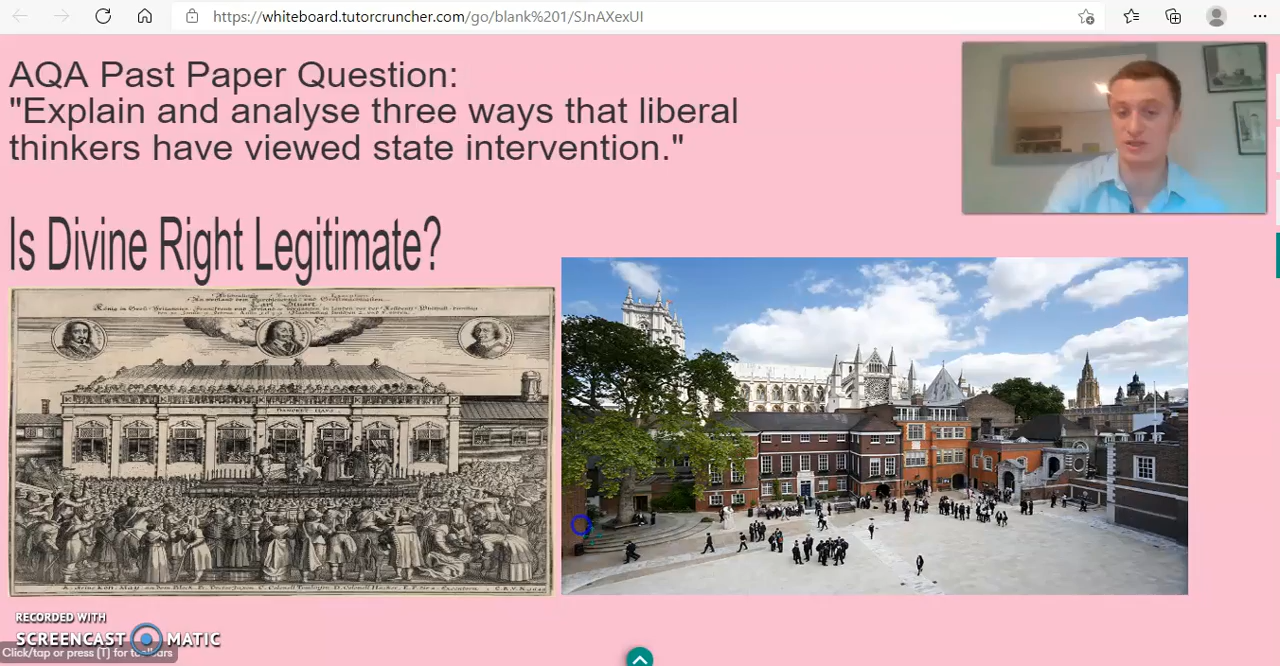 https://whiteboard.tutorcruncher.com/go/blank%201/SJnAXexUI
AQA Past Paper Question:
"Explain and analyse three ways that liberal
thinkers have viewed state intervention."
Is Divine Right Legitimate?
Carl Stuart
RECORDED WITH
SCREENCAST MATIC
Click/tap or press (T) for toolbars